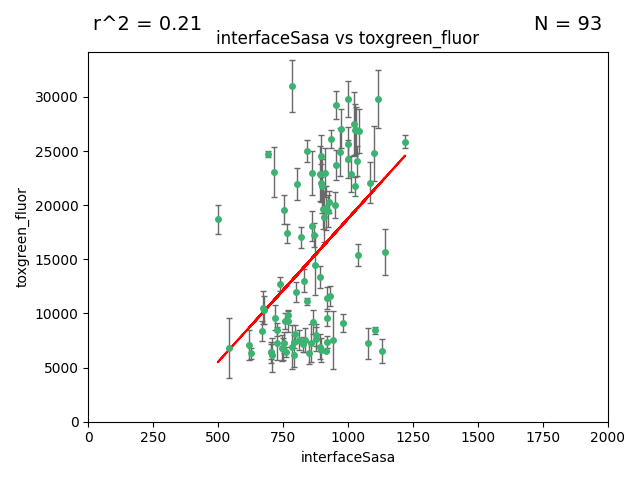 r^2 = 0.21
N = 93
interfaceSasa vs toxgreen_fluor
30000
25000
20000
15000
10000
5000
0
toxgreen_fluor
0 250 500 750 1000 1250 1500 1750 2000
interfaceSasa